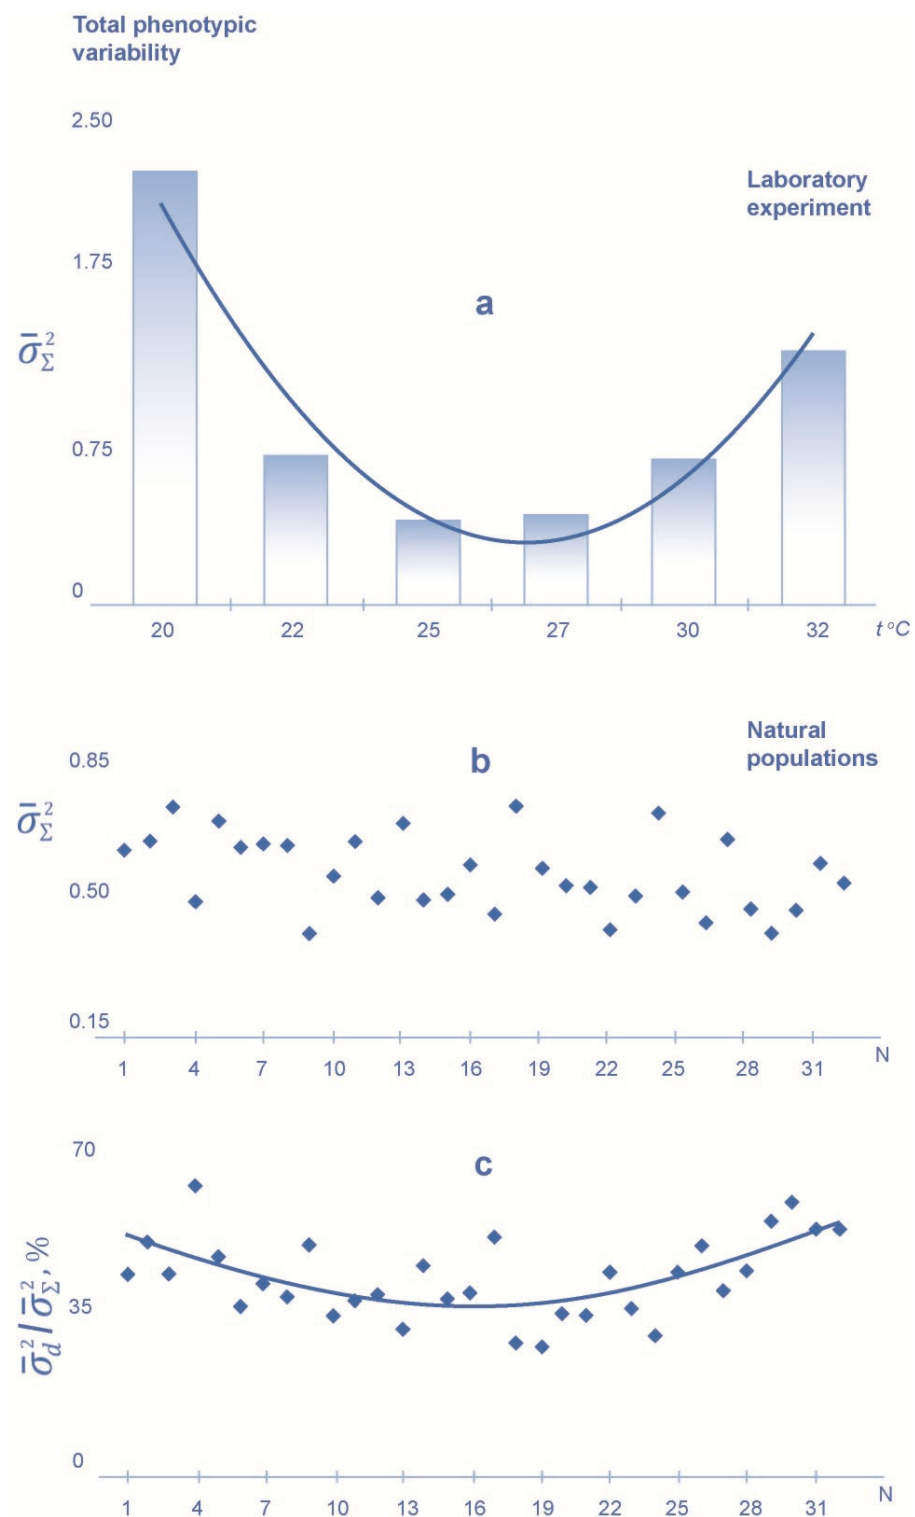 Total phenotypic
variability
2.50
Laboratory
experiment
1.75
a
σ̄²_Σ
0.75
0
20 22 25 27 30 32 t °C
Natural
populations
0.85
b
σ̄²_Σ
0.50
0.15
N
1 4 7 10 13 16 19 22 25 28 31
70
c
σ̄²_d / σ̄²_Σ, %
35
0
N
1 4 7 10 13 16 19 22 25 28 31